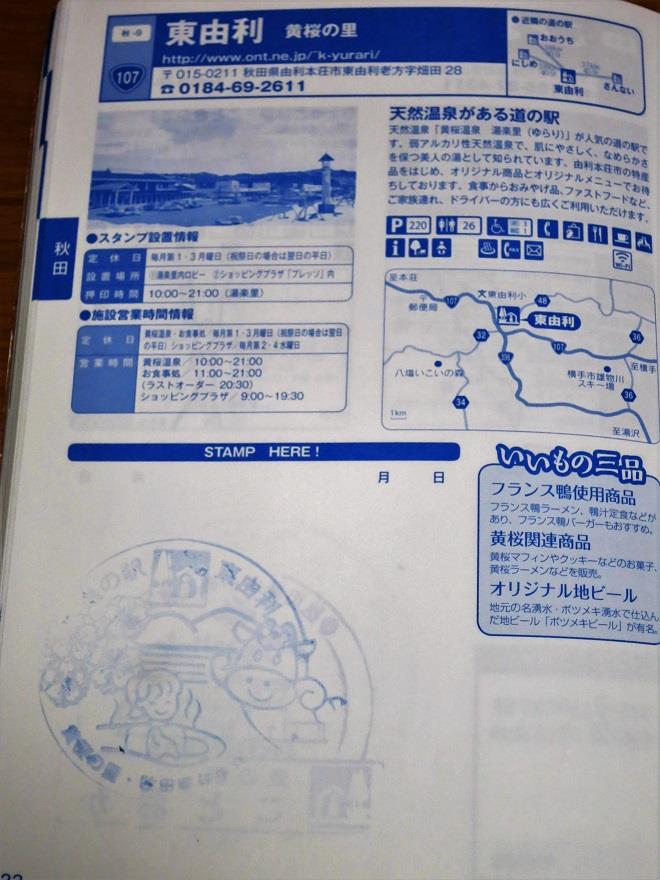 秋-9
東由利 黄桜の里
http://www.ont.ne.jp/~k-yurari/
107
〒015-0211 秋田県由利本荘市東由利老方字畑田 28
☎ 0184-69-2611
●近隣の道の駅
おおうち
にしめ
東由利
さんない
天然温泉がある道の駅
天然温泉「黄桜温泉 湯楽里（ゆらり）」が人気の道の駅で
す。弱アルカリ性天然温泉で、肌にやさしく、なめらかさ
を保つ美人の湯として知られています。由利本荘市の特産
品をはじめ、オリジナル商品とオリジナルメニューでお待
ちしております。食事からおみやげ品、ファストフードなど、
ご家族連れ、ドライバーの方にも広くご利用いただけます。
P 220
26
Wi-Fi
秋田
●スタンプ設置情報
定休日 毎月第1・3月曜日（祝祭日の場合は翌日の平日）
設置場所 ①湯楽里内ロビー ②ショッピングプラザ「プレッソ」内
押印時間 10:00~21:00（湯楽里）
●施設営業時間情報
定休日 黄桜温泉・お食事処／毎月第1・3月曜日（祝祭日の場合は翌日
の平日）ショッピングプラザ／毎月第2・4水曜日
営業時間 黄桜温泉／10:00~21:00
お食事処／11:00~21:00
（ラストオーダー 20:30）
ショッピングプラザ／9:00~19:30
至本荘
郵便局
107
東由利小
48
東由利
32
107
36
至横手
八塩いこいの森
横手市雄物川
スキー場
34
36
1km
至湯沢
STAMP HERE!
月 日
いいもの三品
フランス鴨使用商品
フランス鴨ラーメン、鴨汁定食などが
あり、フランス鴨バーガーもおすすめ。
黄桜関連商品
黄桜マフィンやクッキーなどのお菓子、
黄桜ラーメンなどを販売。
オリジナル地ビール
地元の名湧水・ボツメキ湧水で仕込ん
だ地ビール「ボツメキビール」が有名。
東由利